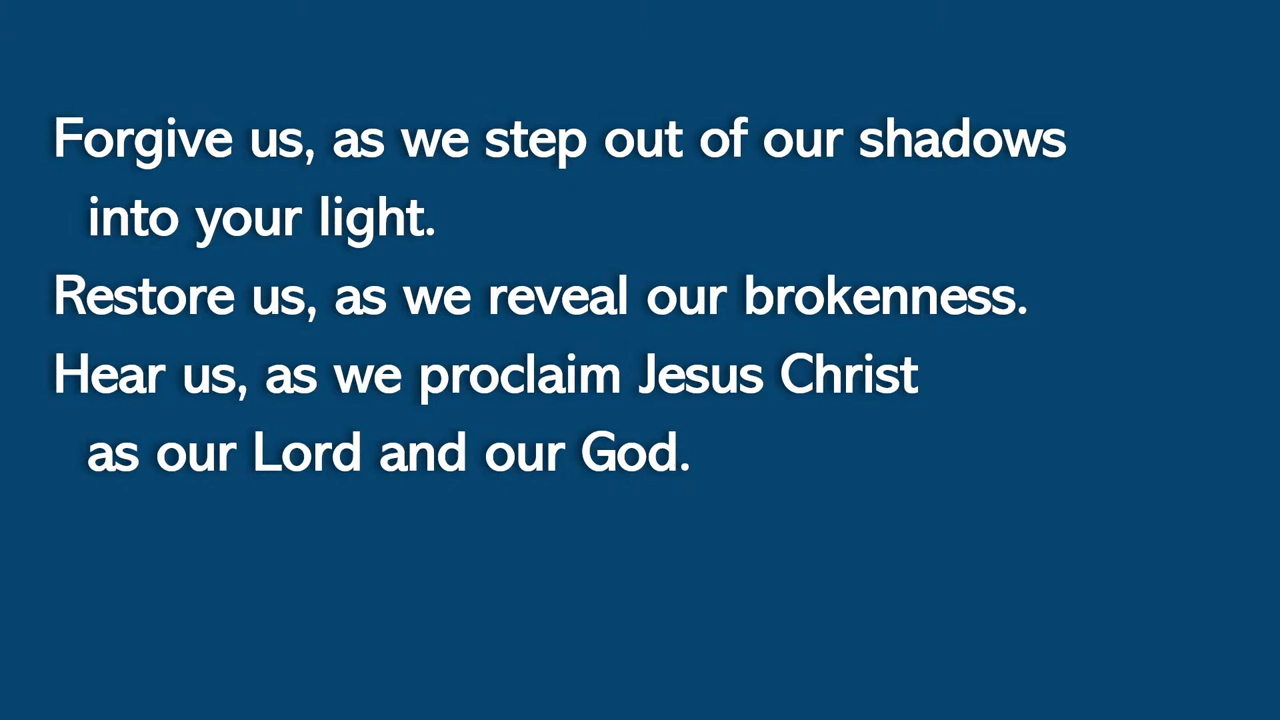 Forgive us, as we step out of our shadows
into your light.
Restore us, as we reveal our brokenness.
Hear us, as we proclaim Jesus Christ
as our Lord and our God.